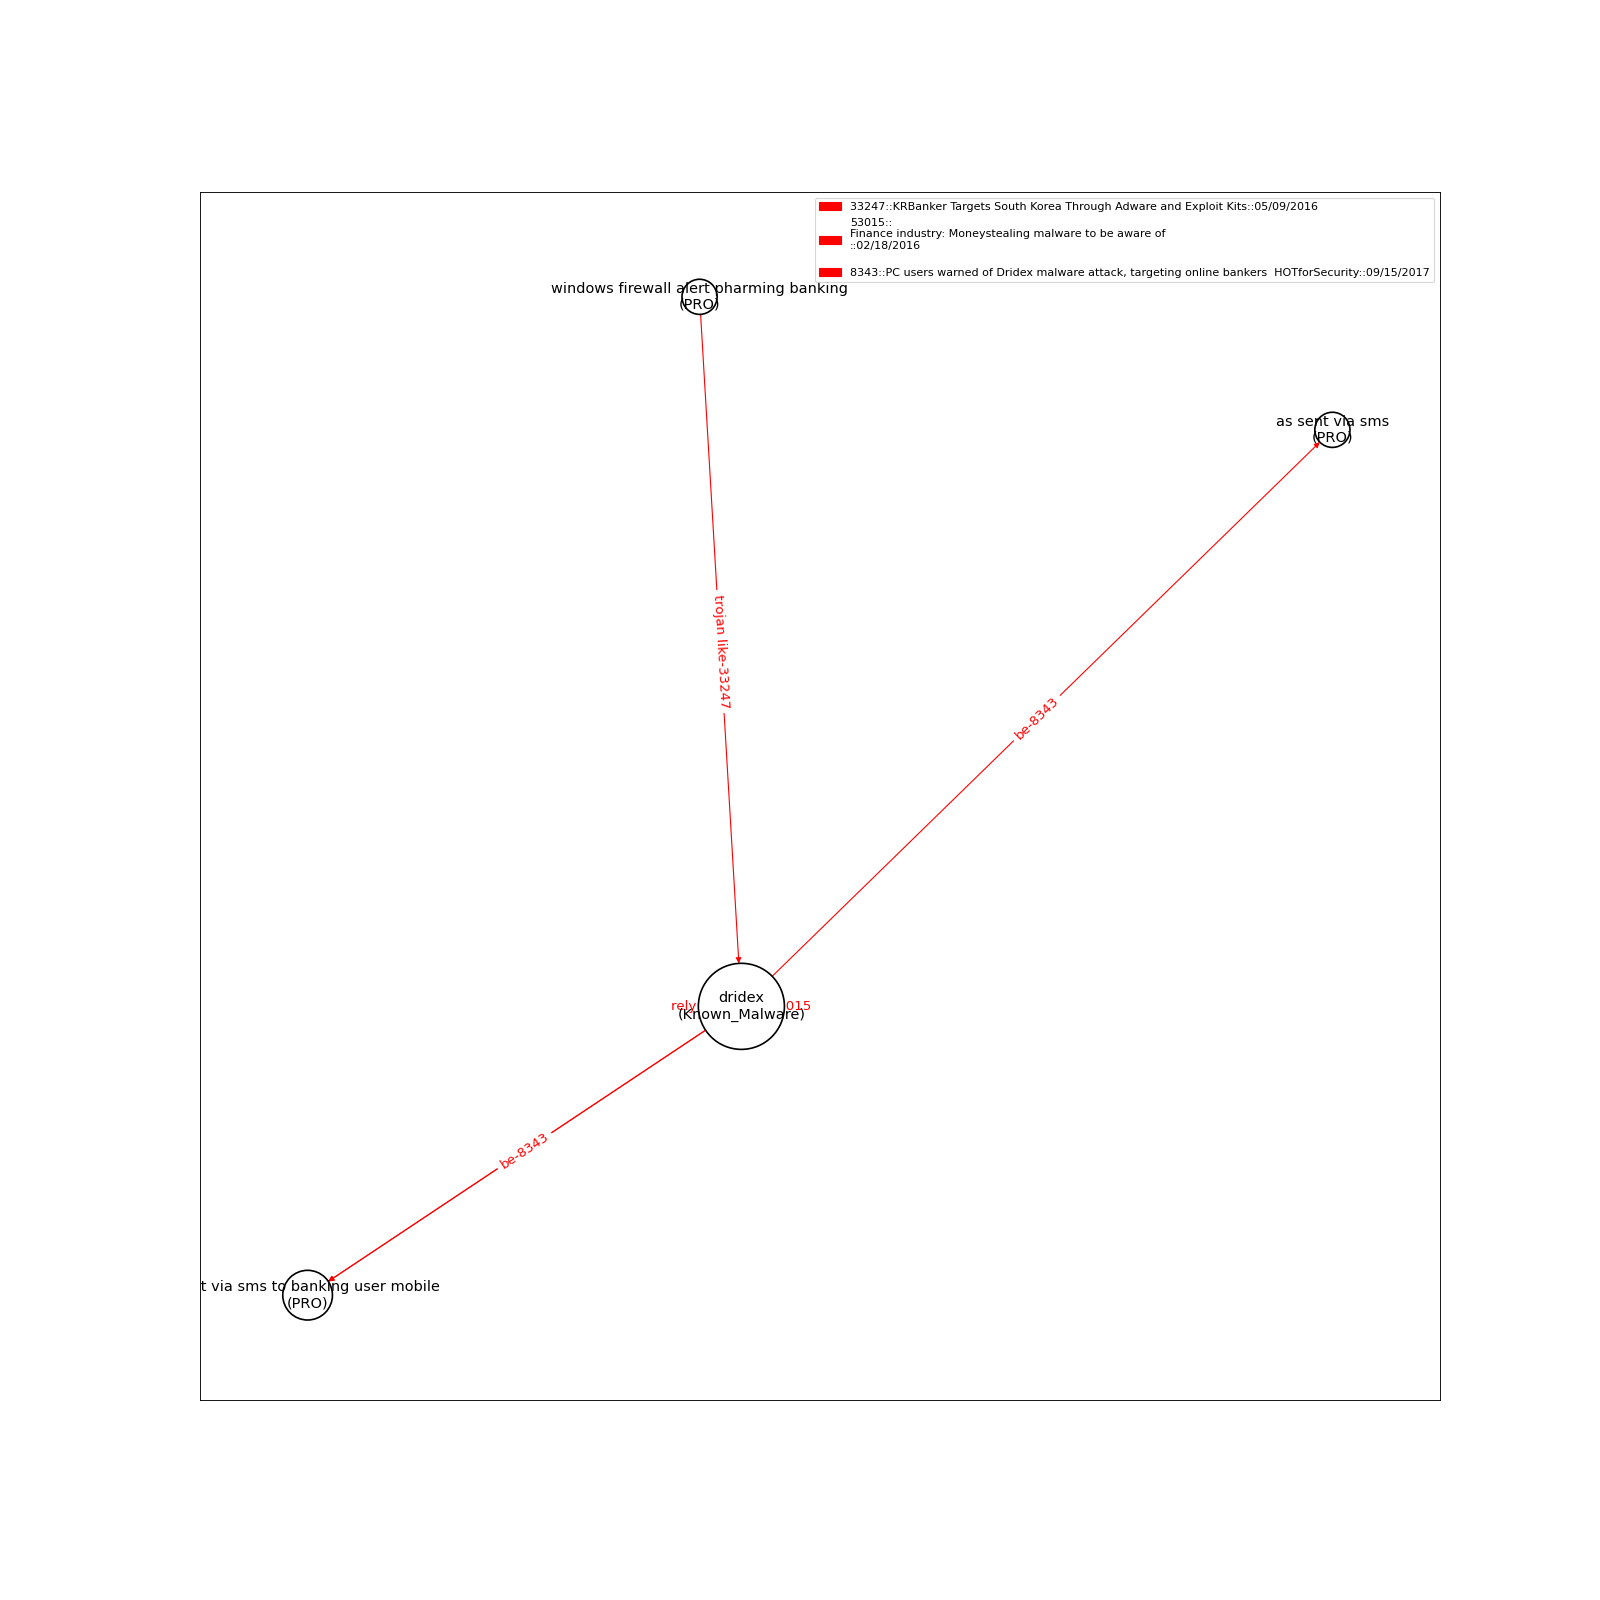 33247::KRBanker Targets South Korea Through Adware and Exploit Kits::05/09/2016
53015::
Finance industry: Moneystealing malware to be aware of
::02/18/2016
8343::PC users warned of Dridex malware attack, targeting online bankers  HOTforSecurity::09/15/2017
windows firewall alert pharming banking
(PRO)
as sent via sms
(PRO)
trojan like-33247
be-8343
dridex
(Known_Malware)
rely
015
be-8343
t via sms to banking user mobile
(PRO)